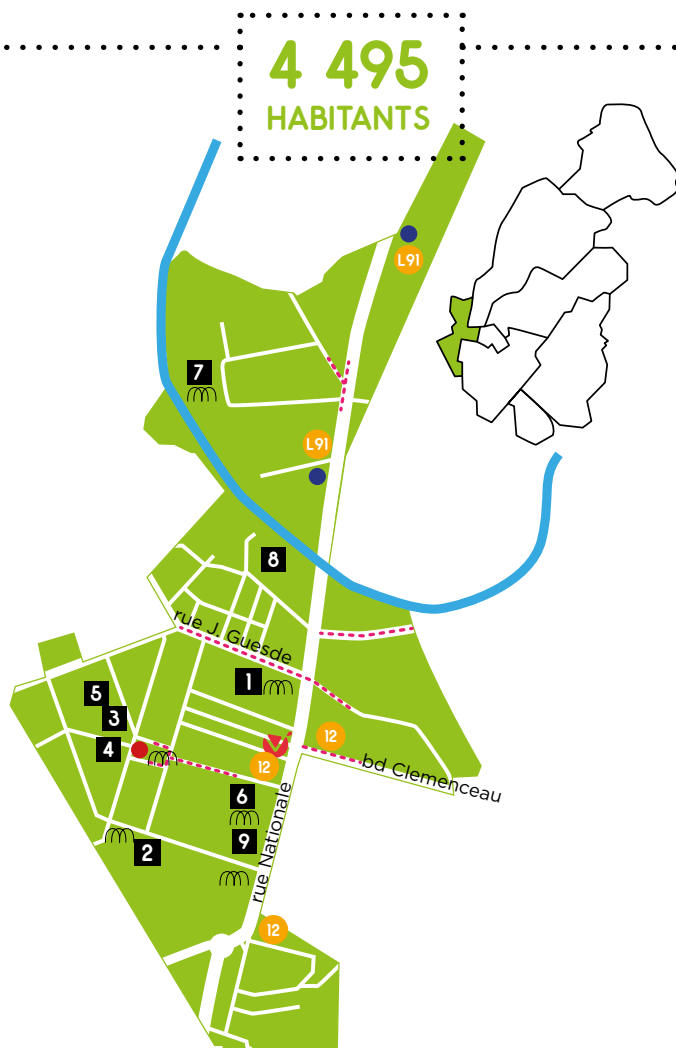 4 495
HABITANTS
L91
7
L91
8
rue J. Guesde
1
5
3
12
4
12
bd Clemenceau
6
rue Nationale
9
2
12